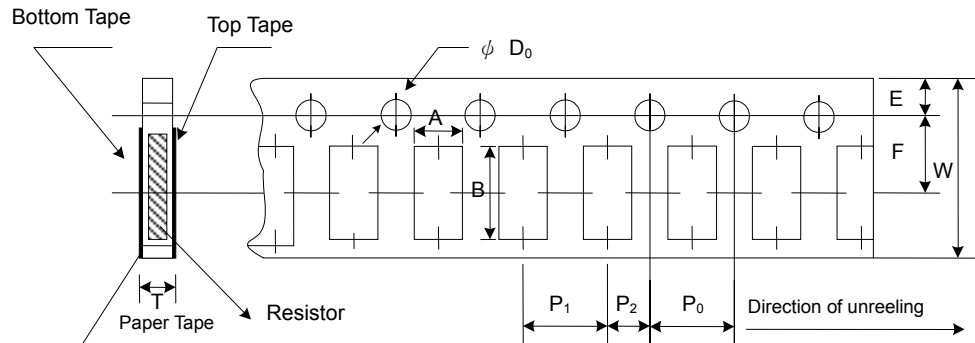 Bottom Tape
Top Tape
ψ D₀
E
A
F
W
B
T
P₁
P₂
P₀
Direction of unreeling
Resistor
Paper Tape